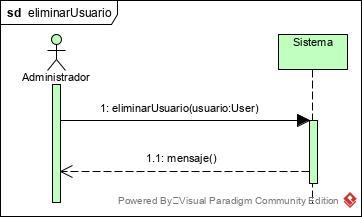 sd eliminarUsuario
Sistema
Administrador
1: eliminarUsuario(usuario:User)
1.1: mensaje()
Powered By Visual Paradigm Community Edition